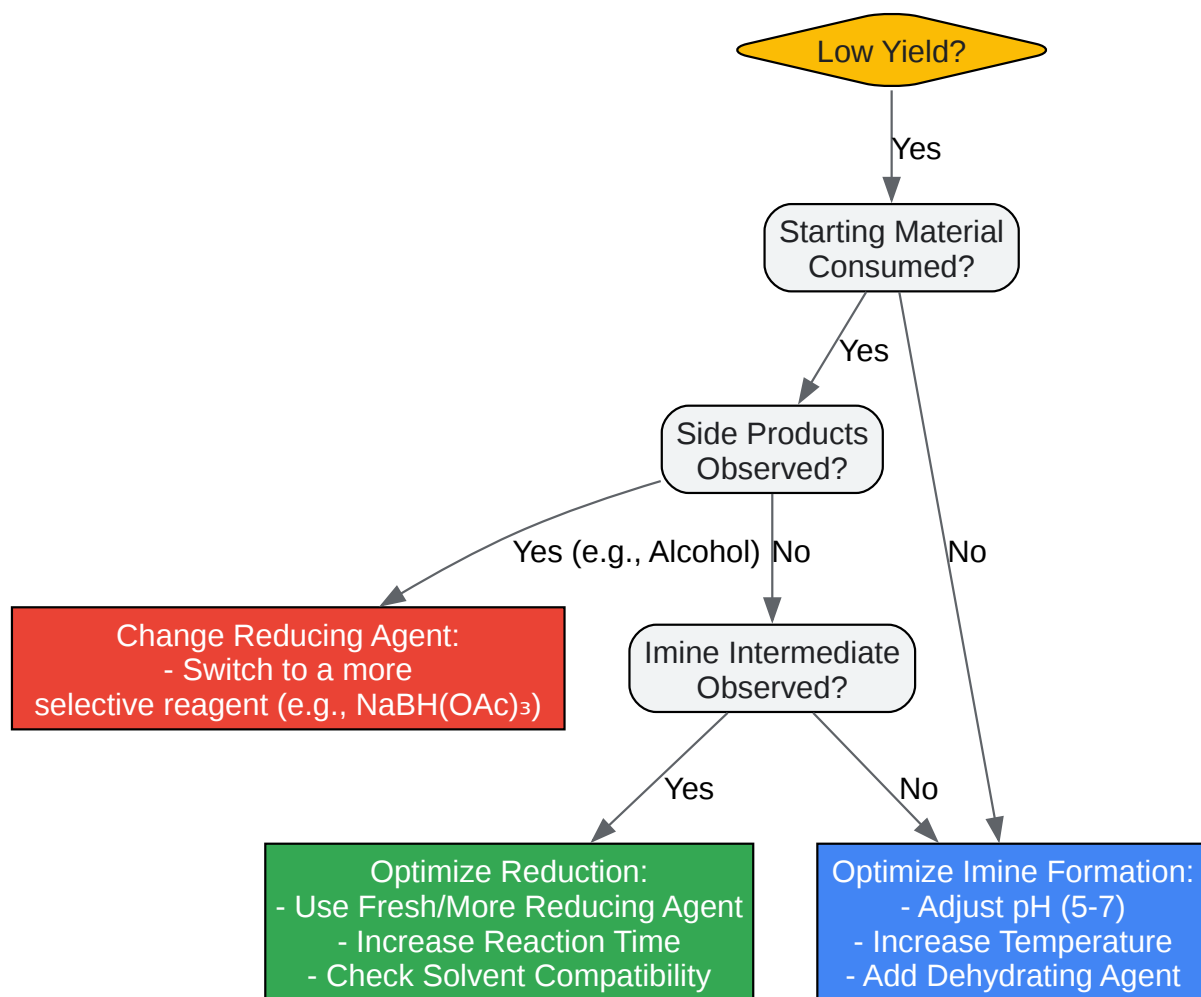 Low Yield?
Yes
Starting Material
Consumed?
Yes
Side Products
Observed?
Yes (e.g., Alcohol)
No
No
Change Reducing Agent:
- Switch to a more
selective reagent (e.g., NaBH(OAc)₃)
Imine Intermediate
Observed?
Yes
No
Optimize Reduction:
- Use Fresh/More Reducing Agent
- Increase Reaction Time
- Check Solvent Compatibility
Optimize Imine Formation:
- Adjust pH (5-7)
- Increase Temperature
- Add Dehydrating Agent